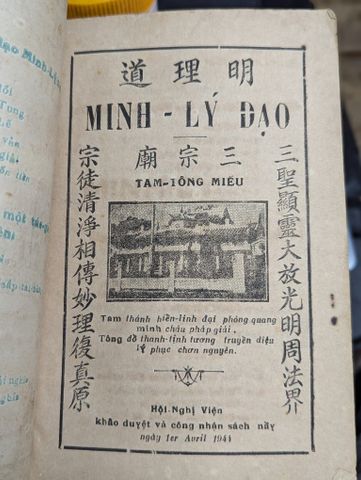 道理明
MINH - LÝ ĐẠO
廟宗三
TAM-TÔNG MIẾU
三聖顯靈大放光明周法界
宗徒清淨相傳妙理復真原
Tam thánh hiển-linh đại phóng quang
minh châu pháp giái,
Tông đồ thanh-tịnh tương truyền diệu
lý phục chơn nguyên.
Hội-Nghị Viện
khảo duyệt và công nhân sách nầy
ngày 1er Avril 1941